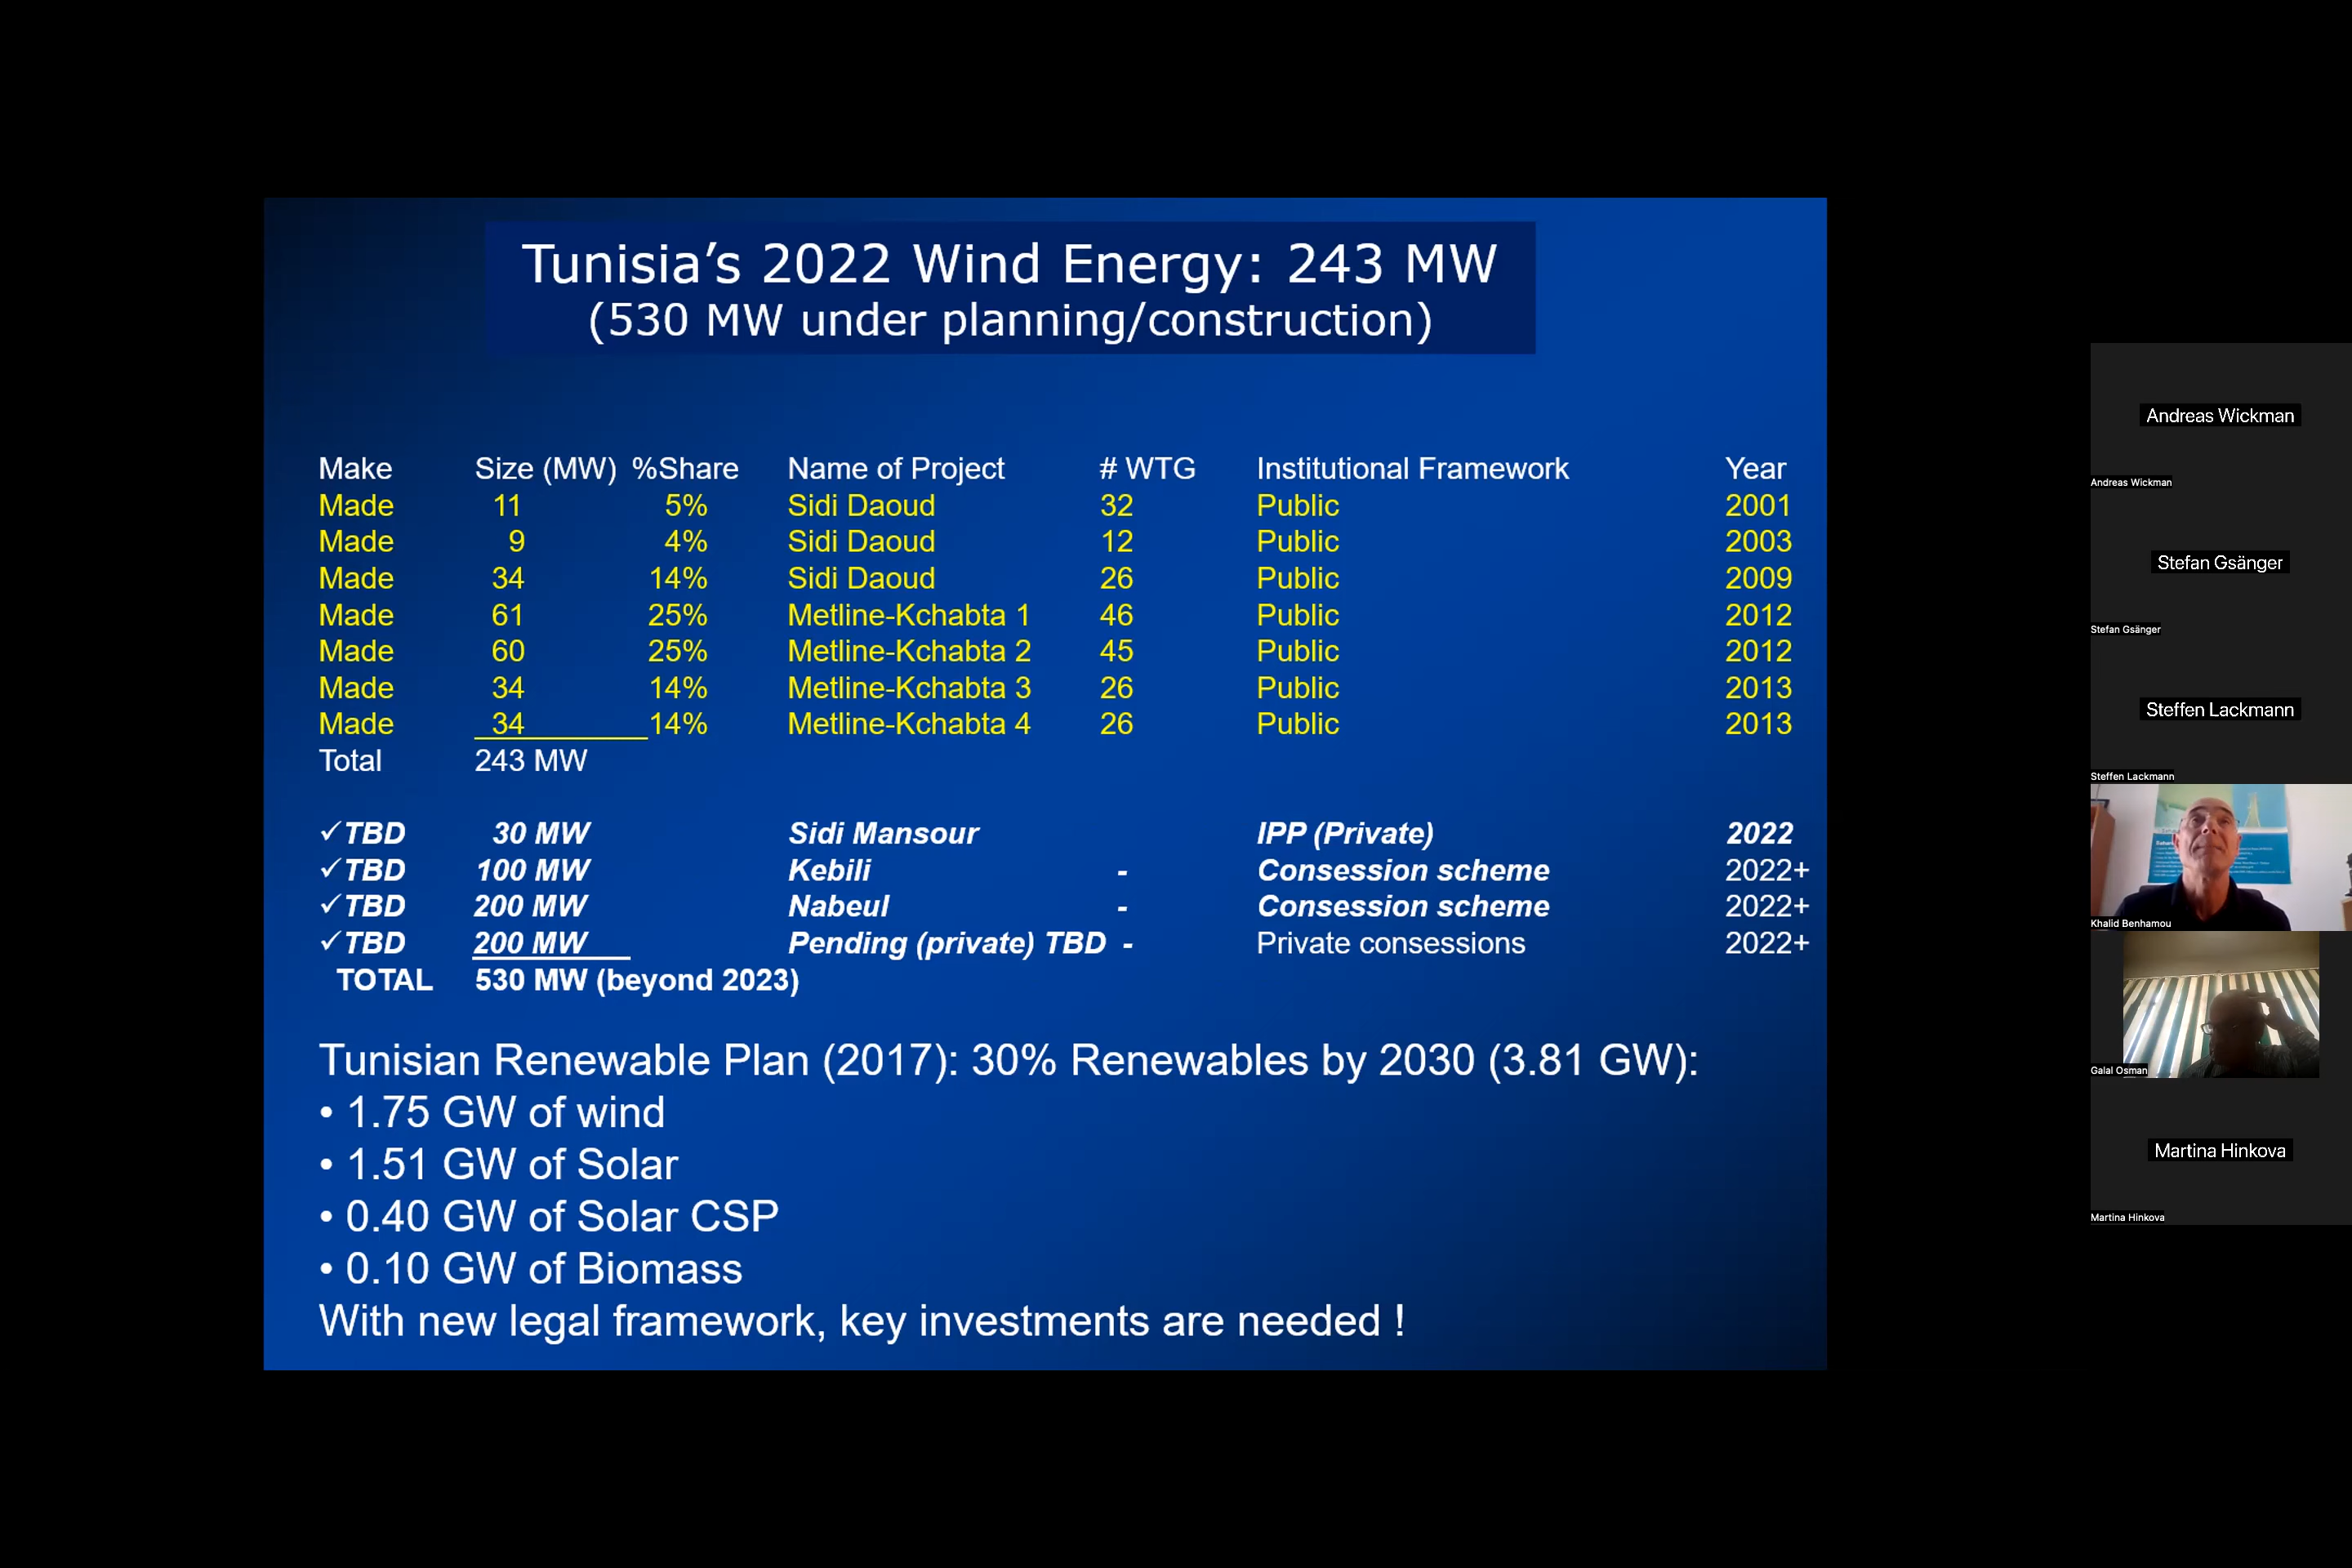 Tunisia’s 2022 Wind Energy: 243 MW
(530 MW under planning/construction)
Make Size (MW) %Share Name of Project # WTG Institutional Framework Year
Made 11 5% Sidi Daoud 32 Public 2001
Made 9 4% Sidi Daoud 12 Public 2003
Made 34 14% Sidi Daoud 26 Public 2009
Made 61 25% Metline-Kchabta 1 46 Public 2012
Made 60 25% Metline-Kchabta 2 45 Public 2012
Made 34 14% Metline-Kchabta 3 26 Public 2013
Made 34 14% Metline-Kchabta 4 26 Public 2013
Total 243 MW
✓TBD 30 MW Sidi Mansour IPP (Private) 2022
✓TBD 100 MW Kebili - Consession scheme 2022+
✓TBD 200 MW Nabeul - Consession scheme 2022+
✓TBD 200 MW Pending (private) TBD - Private consessions 2022+
TOTAL 530 MW (beyond 2023)
Tunisian Renewable Plan (2017): 30% Renewables by 2030 (3.81 GW):
• 1.75 GW of wind
• 1.51 GW of Solar
• 0.40 GW of Solar CSP
• 0.10 GW of Biomass
With new legal framework, key investments are needed !
Andreas Wickman
Andreas Wickman
Stefan Gsänger
Stefan Gsänger
Steffen Lackmann
Steffen Lackmann
Khalid Benhamou
Galal Osman
Martina Hinkova
Martina Hinkova